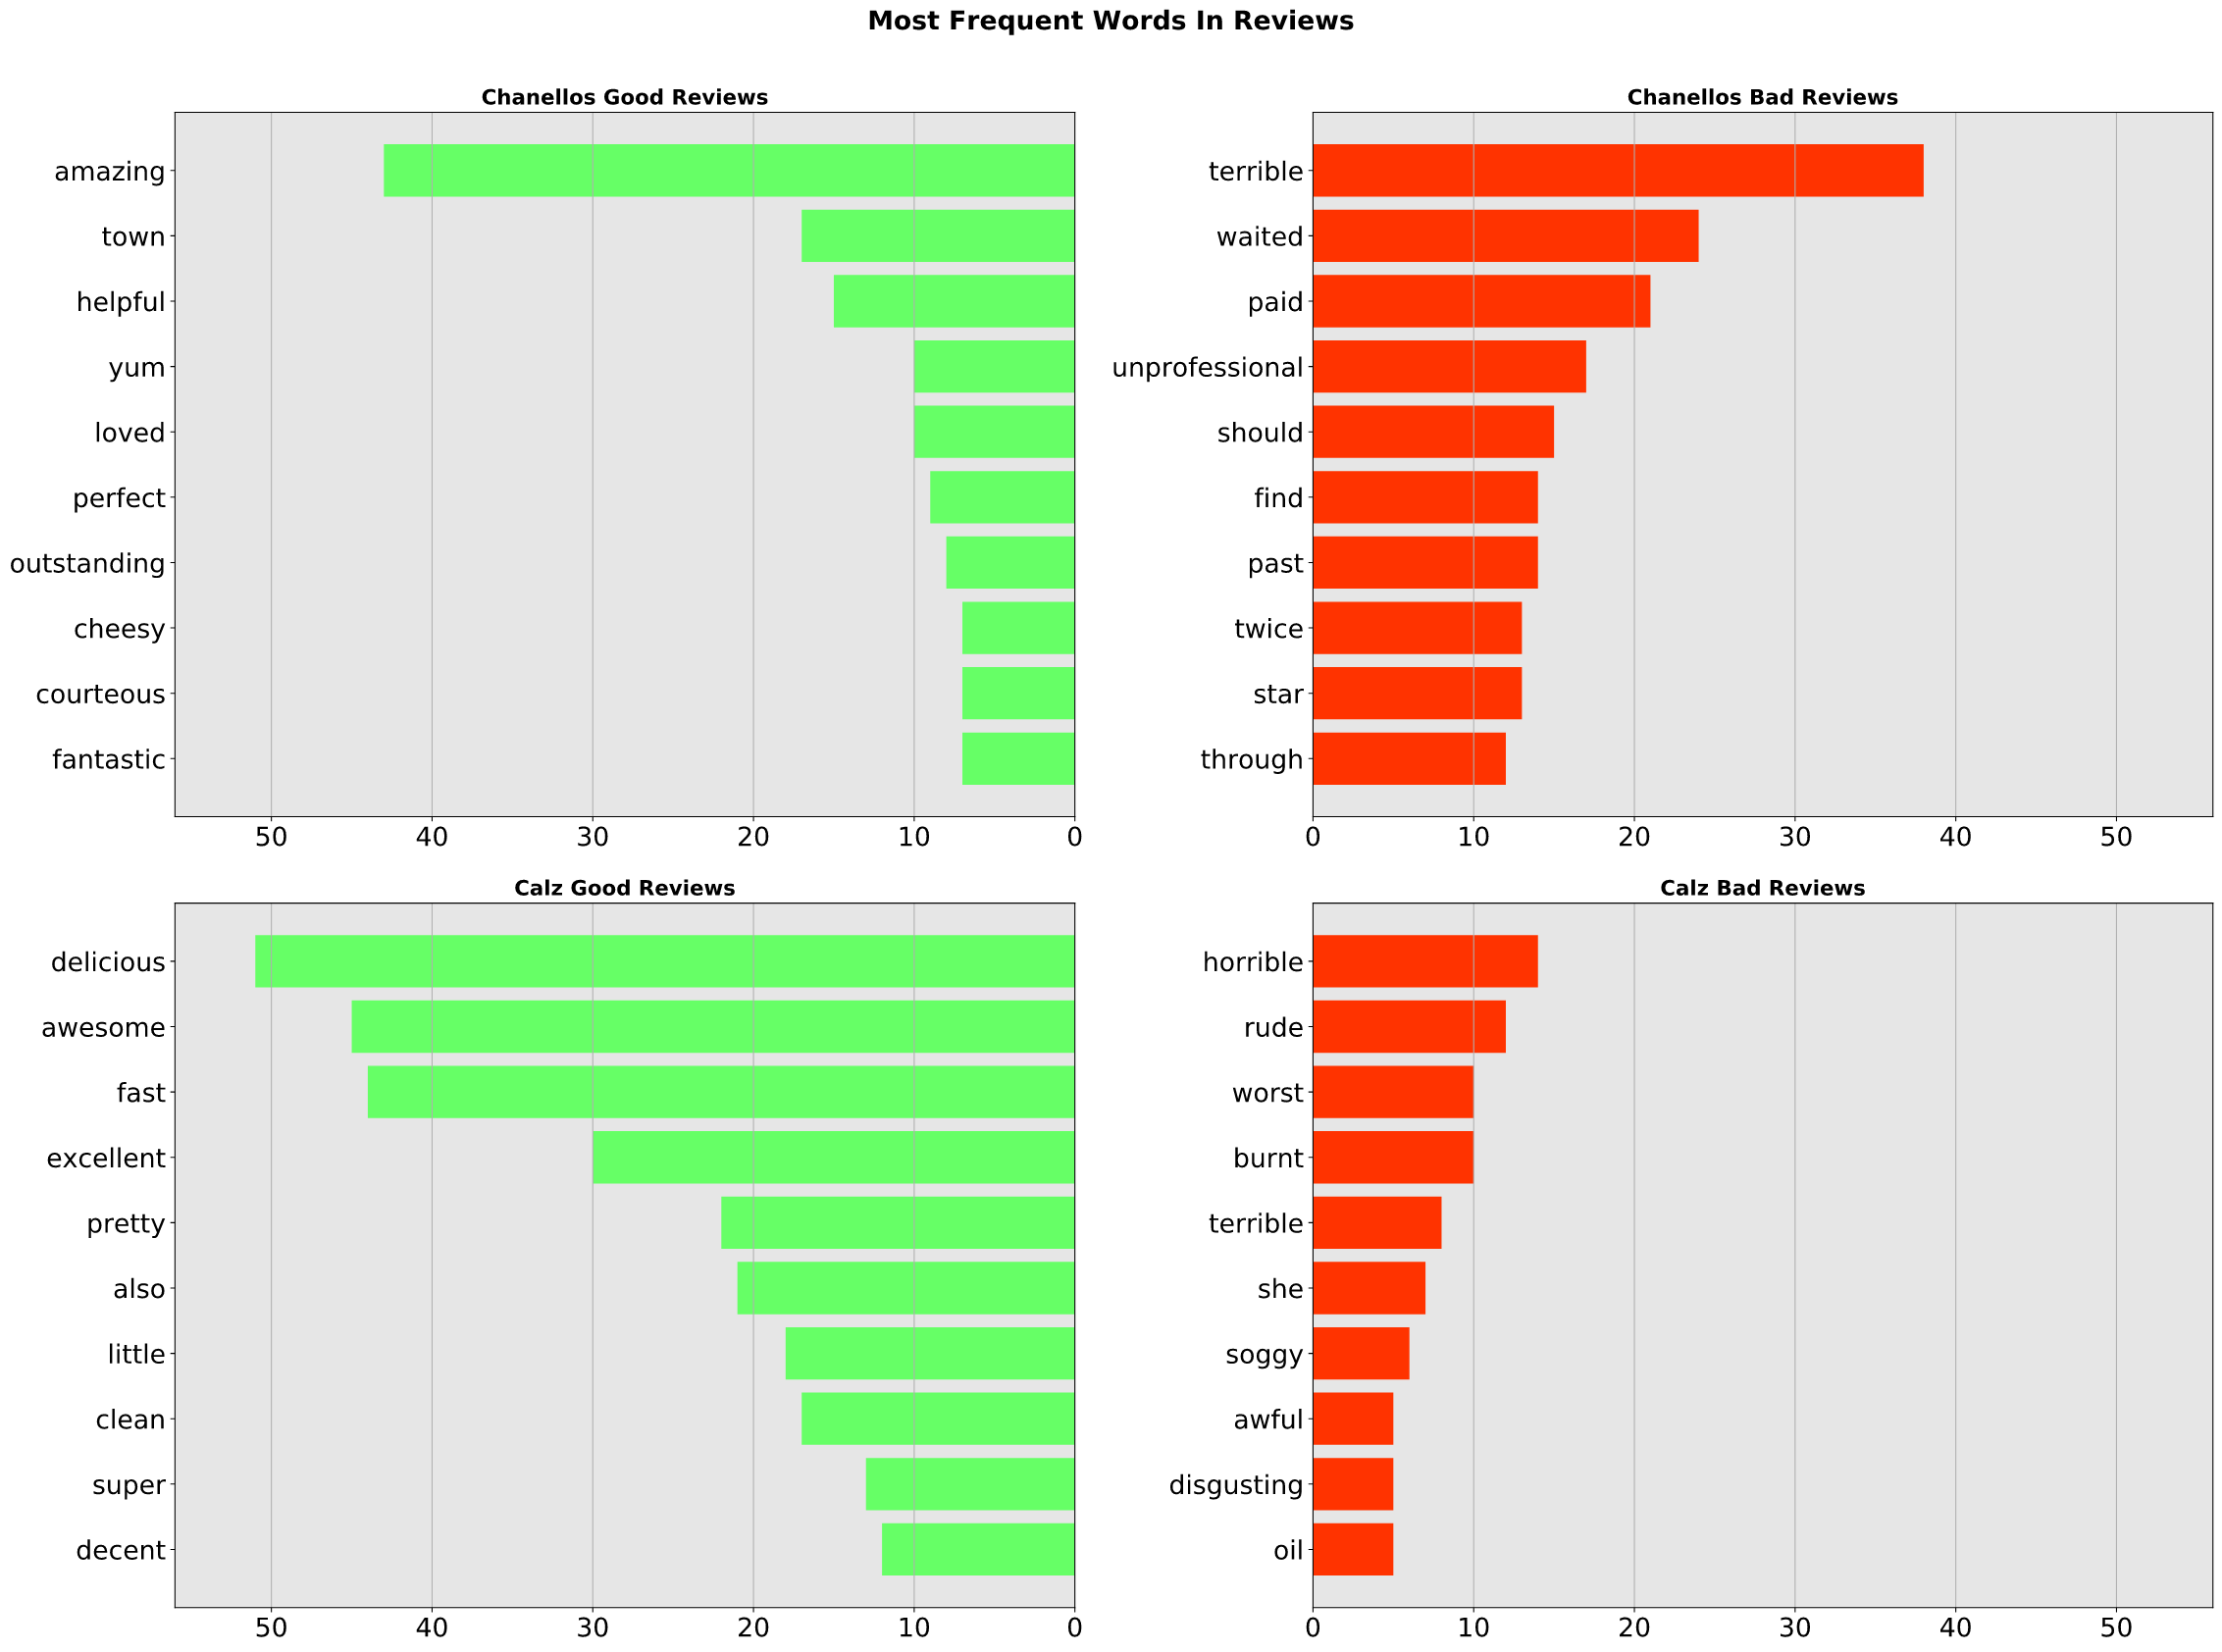 Most Frequent Words In Reviews
Chanellos Good Reviews
amazing
town
helpful
yum
loved
perfect
outstanding
cheesy
courteous
fantastic
50 40 30 20 10 0
Chanellos Bad Reviews
terrible
waited
paid
unprofessional
should
find
past
twice
star
through
0 10 20 30 40 50
Calz Good Reviews
delicious
awesome
fast
excellent
pretty
also
little
clean
super
decent
50 40 30 20 10 0
Calz Bad Reviews
horrible
rude
worst
burnt
terrible
she
soggy
awful
disgusting
oil
0 10 20 30 40 50